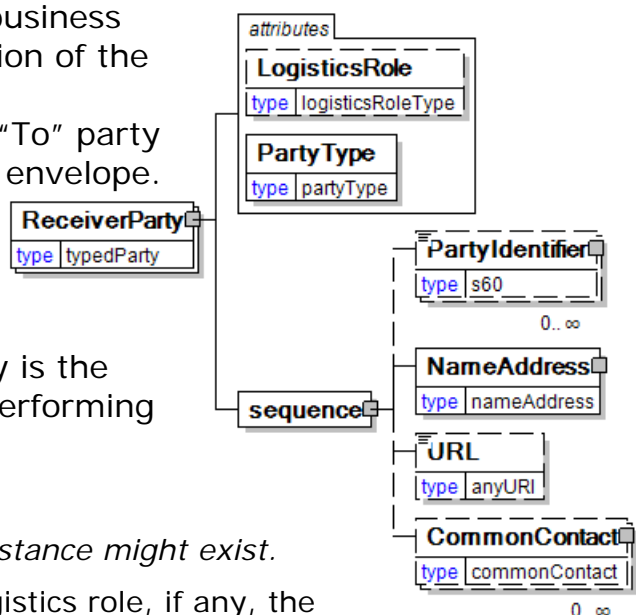 business
tion of the
“To” party
envelope.
y is the
erforming
stance might exist.
gistics role, if any, the
attributes
LogisticsRole
type logisticsRoleType
PartyType
type partyType
ReceiverParty
type typedParty
sequence
PartyIdentifier
type s60
0.. ∞
NameAddress
type nameAddress
URL
type anyURI
CommonContact
type commonContact
0 ∞